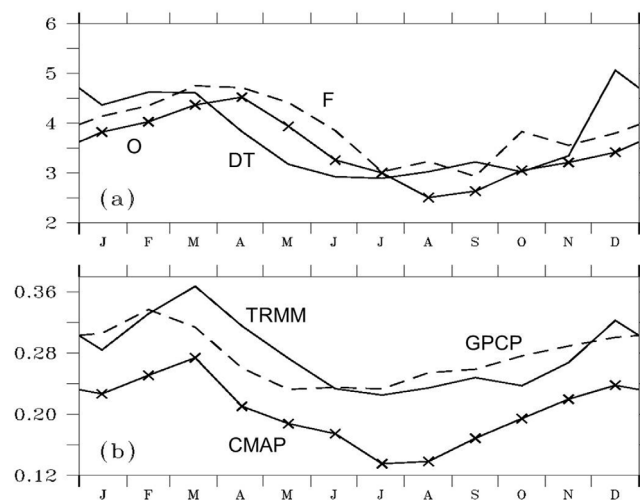 6
5
4
3
2
F
O
DT
(a)
J F M A M J J A S O N D
0.36
0.28
0.20
0.12
TRMM
GPCP
CMAP
(b)
J F M A M J J A S O N D